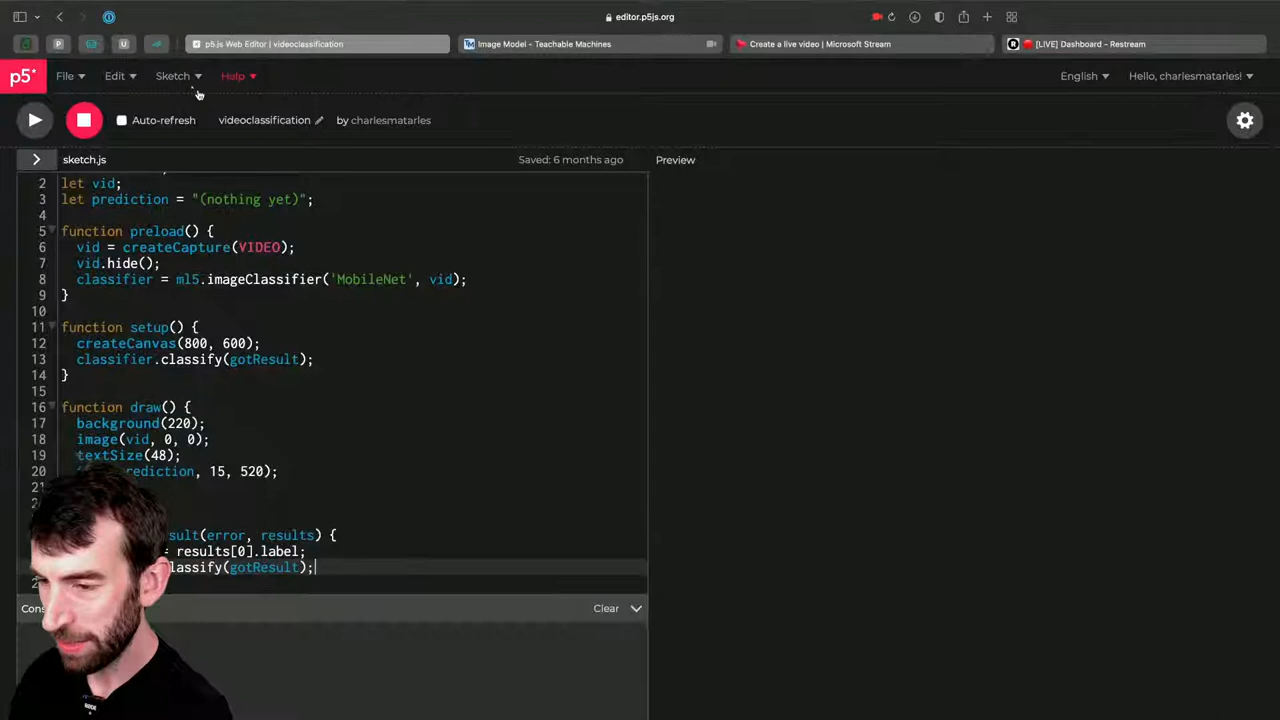 editor.p5js.org
P
U
p5.js Web Editor | videoclassification
Image Model - Teachable Machines
Create a live video | Microsoft Stream
R
[LIVE] Dashboard - Restream
p5*
File
Edit
Sketch
Help
English
Hello, charlesmatarles!
Auto-refresh
videoclassification
by charlesmatarles
sketch.js
Saved: 6 months ago
Preview
2 let vid;
3 let prediction = "(nothing yet)";
4
5 function preload() {
6 vid = createCapture(VIDEO);
7 vid.hide();
8 classifier = ml5.imageClassifier('MobileNet', vid);
9 }
10
11 function setup() {
12 createCanvas(800, 600);
13 classifier.classify(gotResult);
14 }
15
16 function draw() {
17 background(220);
18 image(vid, 0, 0);
19 textSize(48);
20 rediction, 15, 520);
21
sult(error, results) {
= results[0].label;
lassify(gotResult);
Clear
NODE